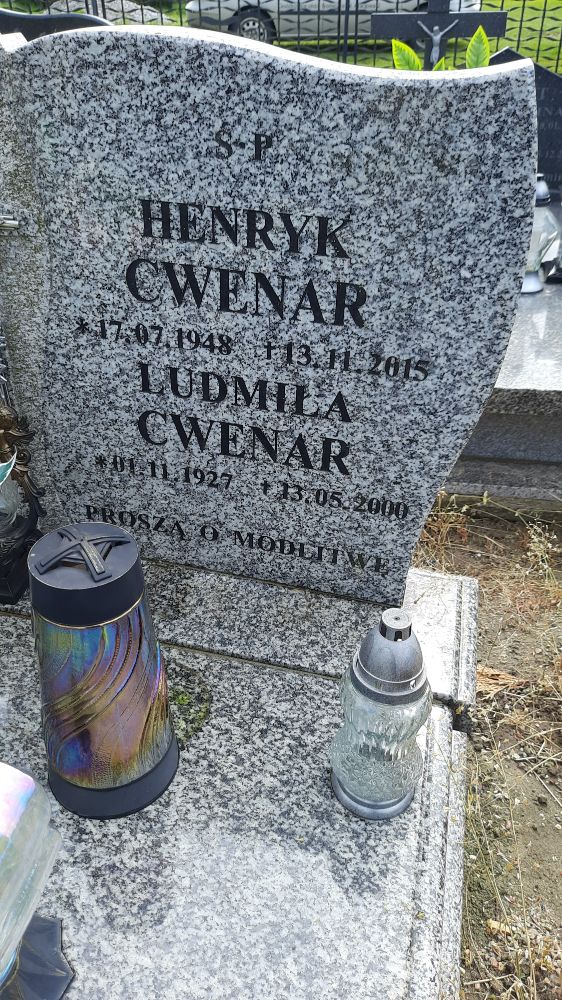 Ś P
HENRYK
CWENAR
*17.07.1948 †13.11.2015
LUDMIŁA
CWENAR
*01.11.1927 †13.05.2000
PROSZĄ O MODLITWĘ